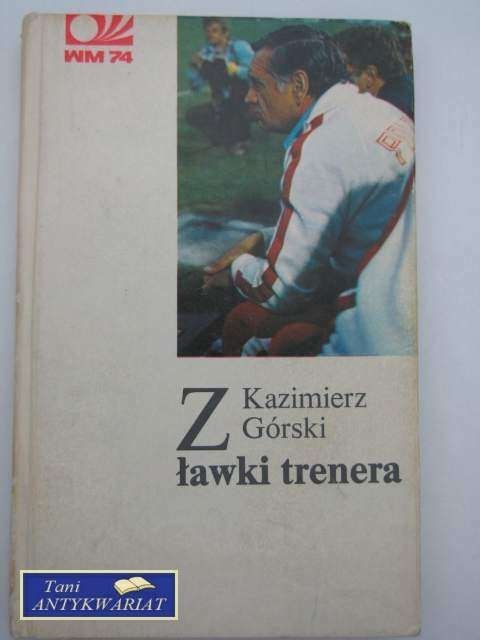 WM 74
Kazimierz
Górski
Z
ławki trenera
Tani
ANTYKWARIAT